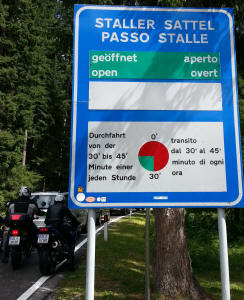 STALLER SATTEL
PASSO STALLE
geöffnet aperto
open ouvert
Durchfahrt
von der
30' bis 45'
Minute einer
jeden Stunde
0'
30'
transito
dal 30' al 45'
minuto di ogni
ora